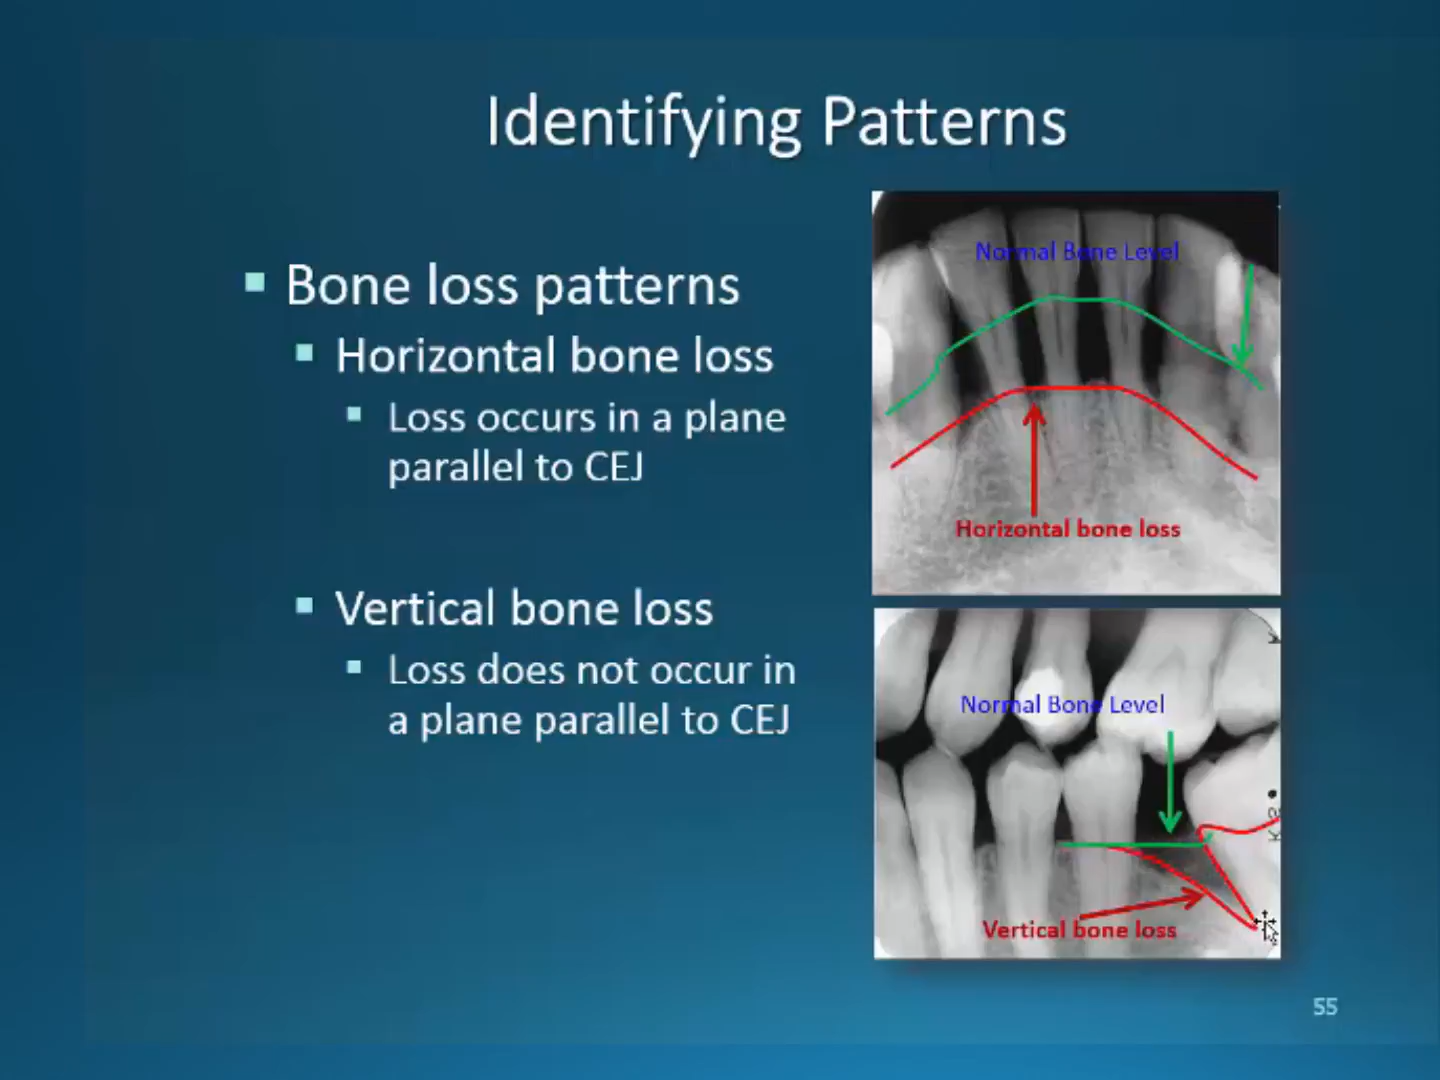 Identifying Patterns
Bone loss patterns
Horizontal bone loss
Loss occurs in a plane
parallel to CEJ
Vertical bone loss
Loss does not occur in
a plane parallel to CEJ
Normal Bone Level
Horizontal bone loss
Normal Bone Level
Vertical bone loss
55